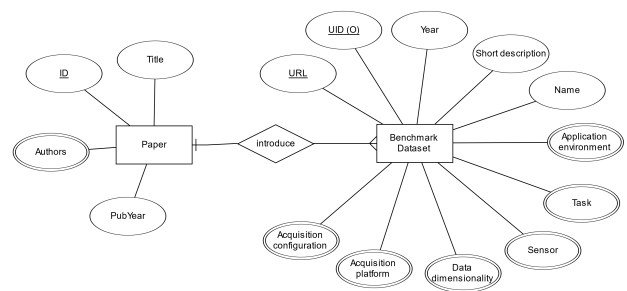 UID (O)
Year
Short description
URL
Name
ID
Title
Paper
Authors
PubYear
introduce
Benchmark
Dataset
Application
environment
Task
Sensor
Data
dimensionality
Acquisition
platform
Acquisition
configuration